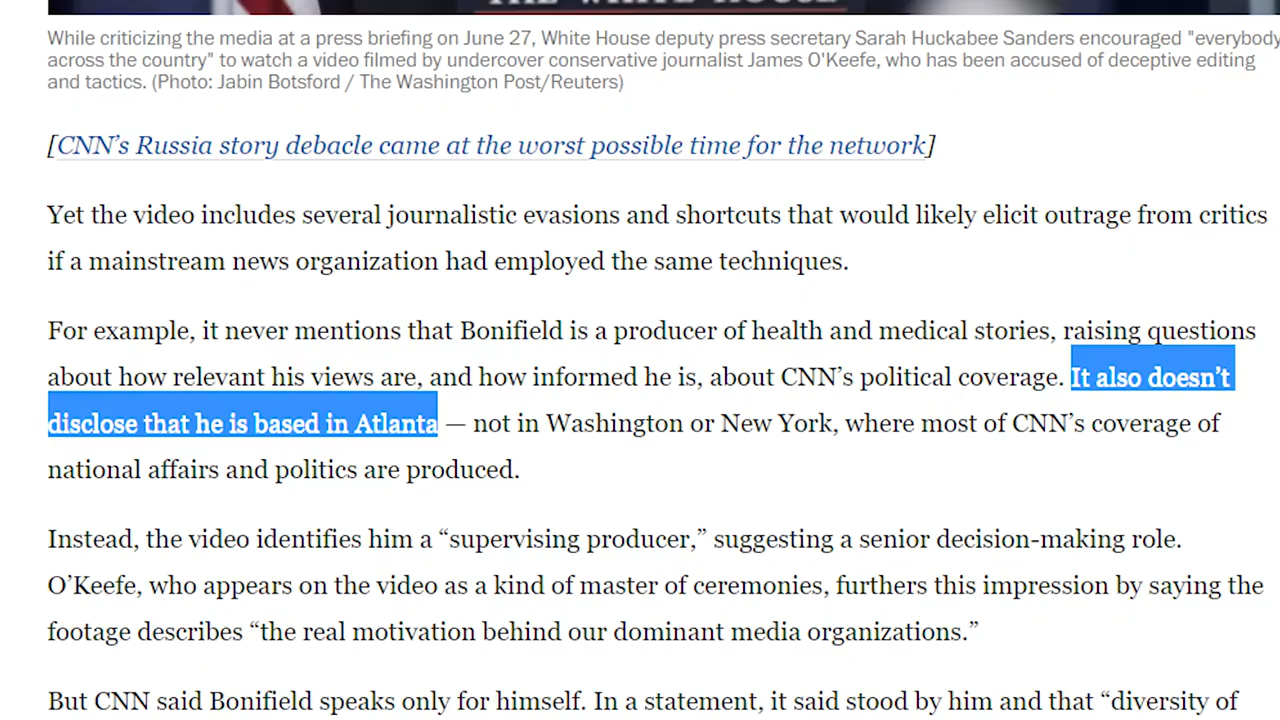 THE WHITE HOUSE
While criticizing the media at a press briefing on June 27, White House deputy press secretary Sarah Huckabee Sanders encouraged "everybody
across the country" to watch a video filmed by undercover conservative journalist James O'Keefe, who has been accused of deceptive editing
and tactics. (Photo: Jabin Botsford / The Washington Post/Reuters)
[CNN’s Russia story debacle came at the worst possible time for the network]
Yet the video includes several journalistic evasions and shortcuts that would likely elicit outrage from critics
if a mainstream news organization had employed the same techniques.
For example, it never mentions that Bonifield is a producer of health and medical stories, raising questions
about how relevant his views are, and how informed he is, about CNN’s political coverage. It also doesn’t
disclose that he is based in Atlanta — not in Washington or New York, where most of CNN’s coverage of
national affairs and politics are produced.
Instead, the video identifies him a “supervising producer,” suggesting a senior decision-making role.
O’Keefe, who appears on the video as a kind of master of ceremonies, furthers this impression by saying the
footage describes “the real motivation behind our dominant media organizations.”
But CNN said Bonifield speaks only for himself. In a statement, it said stood by him and that “diversity of